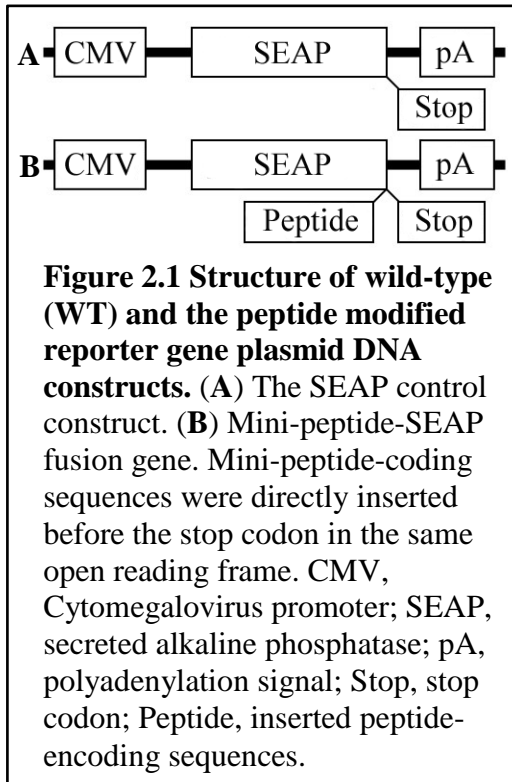 A CMV SEAP pA
Stop
B CMV SEAP pA
Peptide Stop
Figure 2.1 Structure of wild-type
(WT) and the peptide modified
reporter gene plasmid DNA
constructs. (A) The SEAP control
construct. (B) Mini-peptide-SEAP
fusion gene. Mini-peptide-coding
sequences were directly inserted
before the stop codon in the same
open reading frame. CMV,
Cytomegalovirus promoter; SEAP,
secreted alkaline phosphatase; pA,
polyadenylation signal; Stop, stop
codon; Peptide, inserted peptide-
encoding sequences.